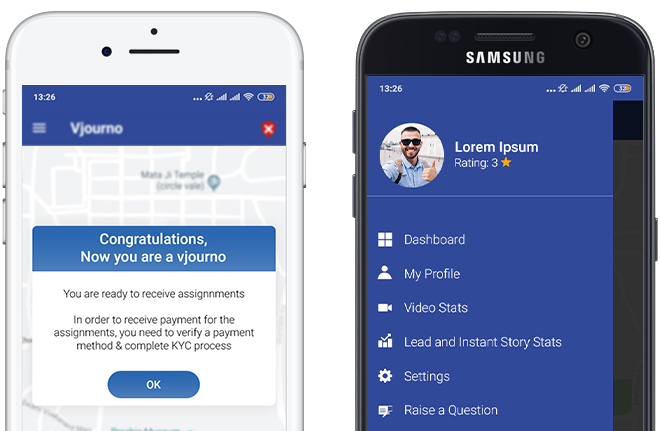 13:26
32
Vjourno
Mata Ji Temple
(circle vale)
Congratulations,
Now you are a vjourno
You are ready to receive assignnments
In order to receive payment for the
assignments, you need to verify a payment
method & complete KYC process
OK
SAMSUNG
13:26
32
Lorem Ipsum
Rating: 3
Dashboard
My Profile
Video Stats
Lead and Instant Story Stats
Settings
Raise a Question